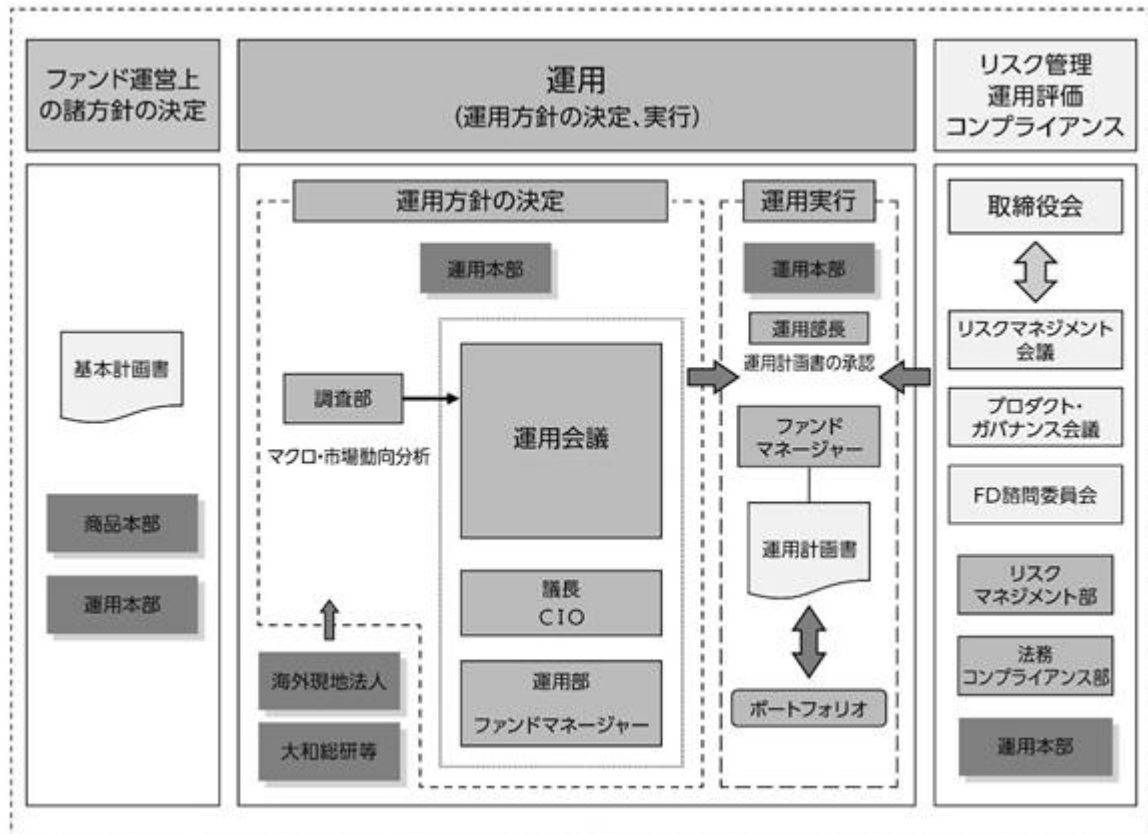 ファンド運営上
の諸方針の決定
運用
(運用方針の決定、実行)
リスク管理
運用評価
コンプライアンス
基本計画書
商品本部
運用本部
運用方針の決定
運用本部
調査部
マクロ・市場動向分析
運用会議
議長
CIO
運用部
ファンドマネージャー
海外現地法人
大和総研等
運用実行
運用本部
運用部長
運用計画書の承認
ファンド
マネージャー
運用計画書
ポートフォリオ
取締役会
リスクマネジメント
会議
プロダクト・
ガバナンス会議
FD諮問委員会
リスク
マネジメント部
法務
コンプライアンス部
運用本部